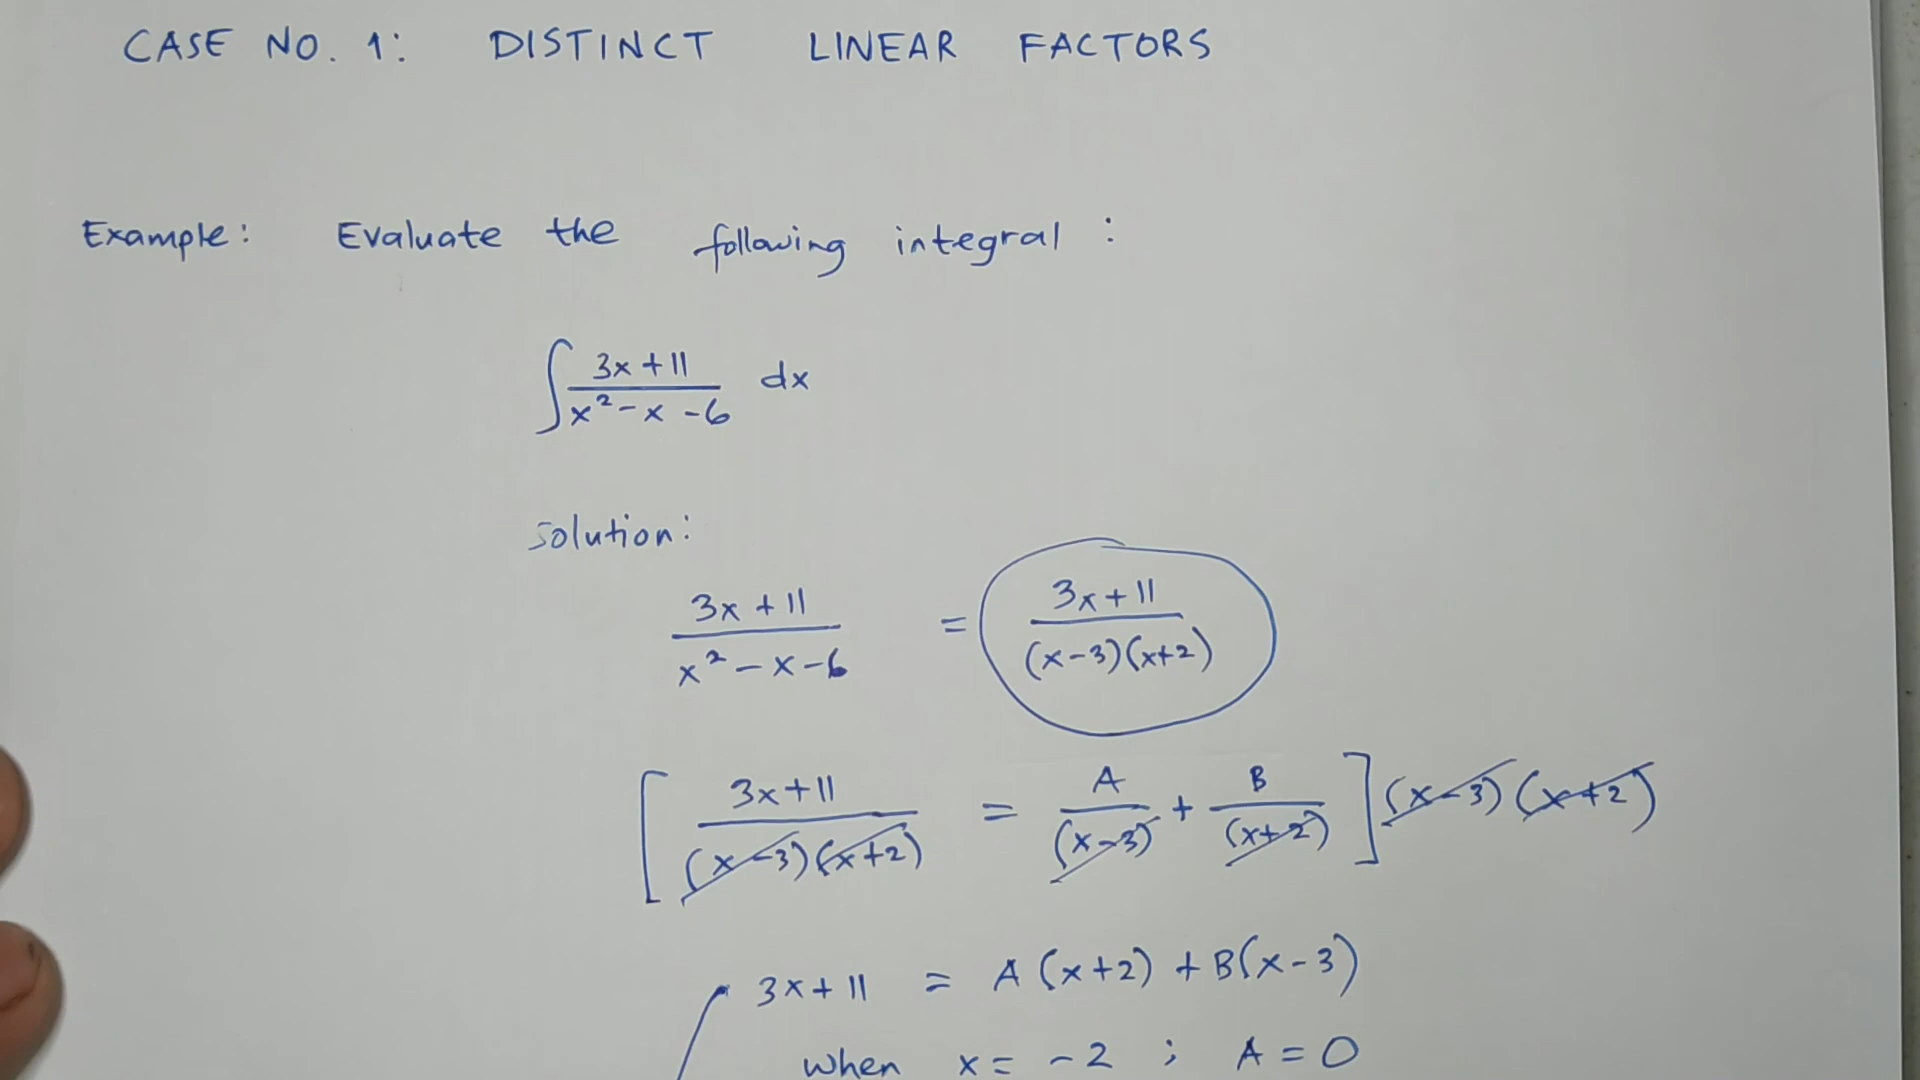 CASE NO. 1: DISTINCT LINEAR FACTORS
Example: Evaluate the following integral:
∫ (3x+11)/(x²-x-6) dx
solution:
(3x+11)/(x²-x-6) = (3x+11)/((x-3)(x+2))
[ (3x+11)/((x-3)(x+2)) = A/(x-3) + B/(x+2) ] (x-3)(x+2)
3x+11 = A(x+2) + B(x-3)
when x = -2 ; A = 0